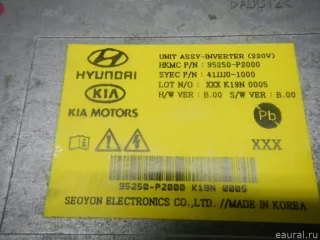 UNIT ASSY-INVERTER (220V)
HYUNDAI
HKMC P/N : 95250-P2000
SYEC P/N : 411JJ0-1000
LOT N/O : XXX K19N 0005
KIA
H/W VER : B.00 S/W VER : B.00
KIA MOTORS
Pb
XXX
95250-P2000 K19N 0005
SEOYON ELECTRONICS CO.,LTD.//MADE IN KOREA
eaural.ru